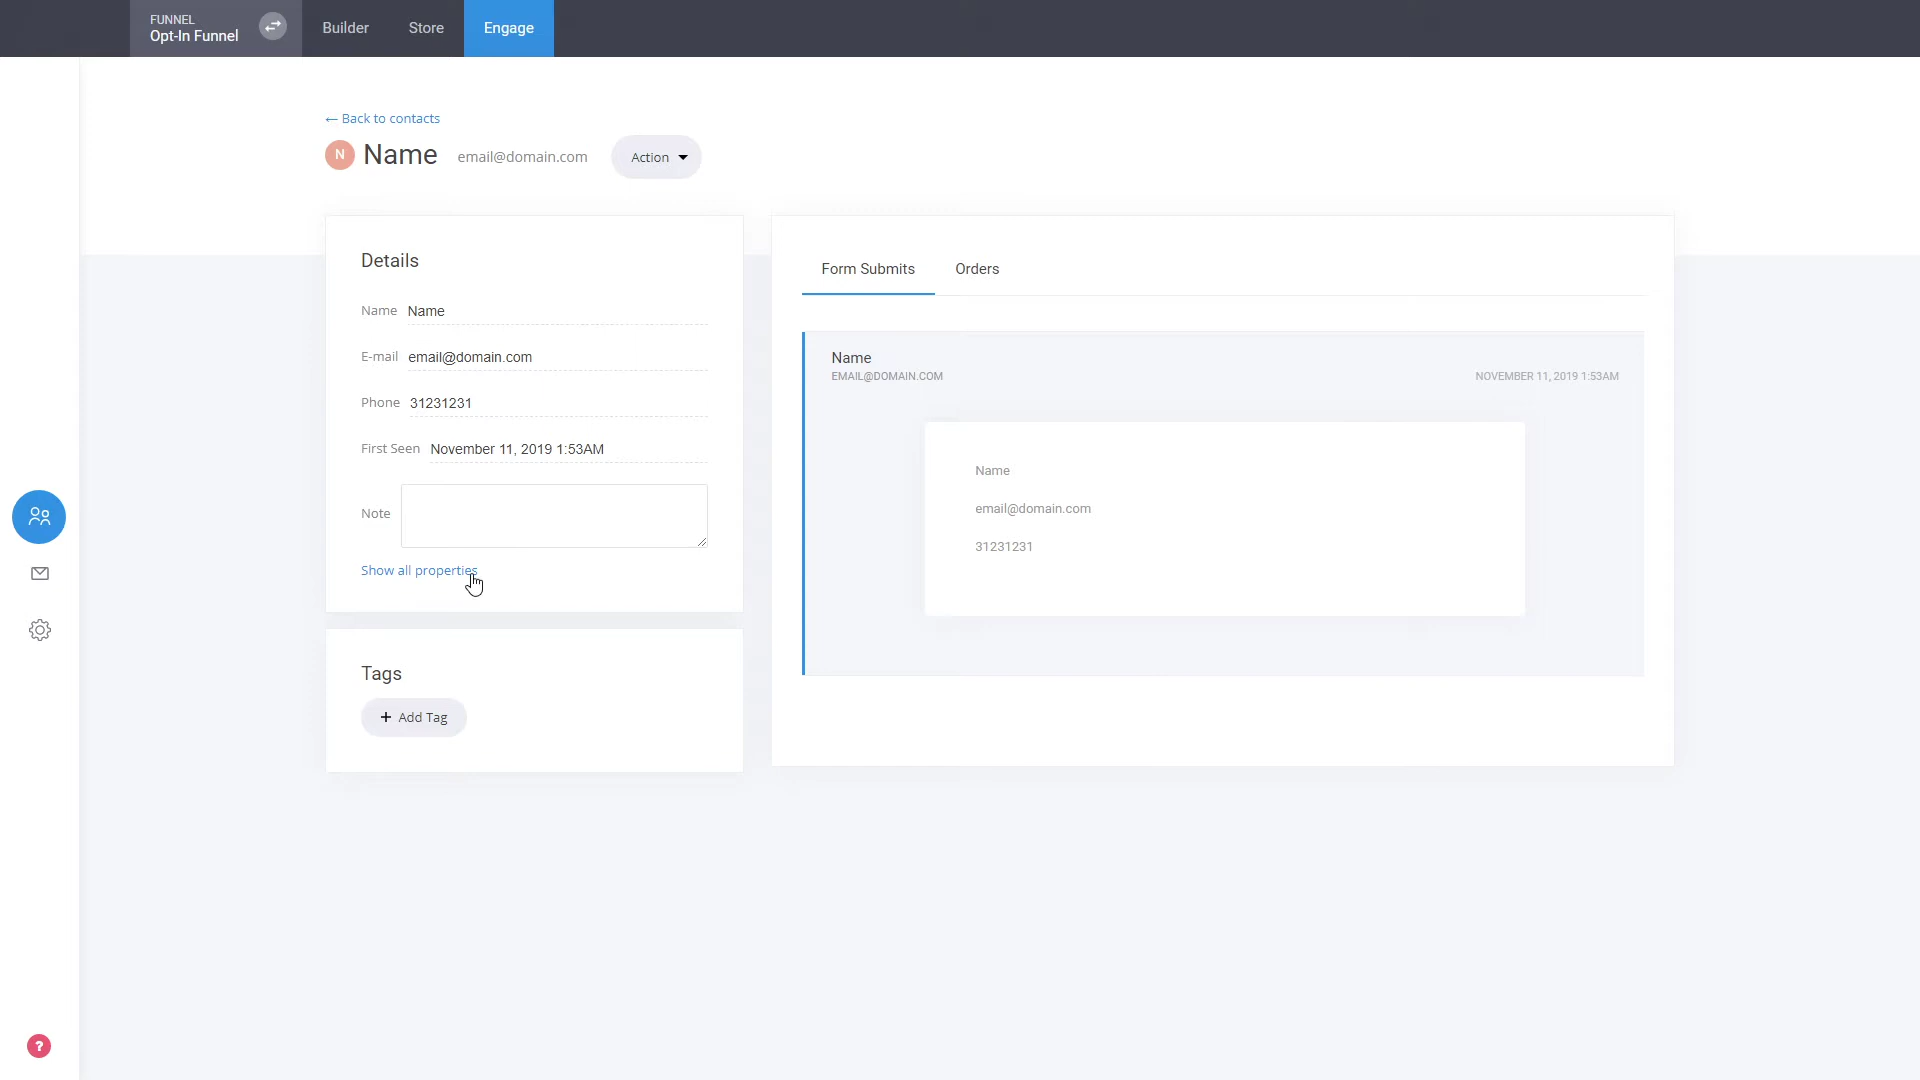 FUNNEL
Opt-In Funnel
Builder
Store
Engage
← Back to contacts
N
Name
email@domain.com
Action
Details
Name Name
E-mail email@domain.com
Phone 31231231
First Seen November 11, 2019 1:53AM
Note
Show all properties
Tags
+ Add Tag
Form Submits
Orders
Name
EMAIL@DOMAIN.COM
NOVEMBER 11, 2019 1:53AM
Name
email@domain.com
31231231
?